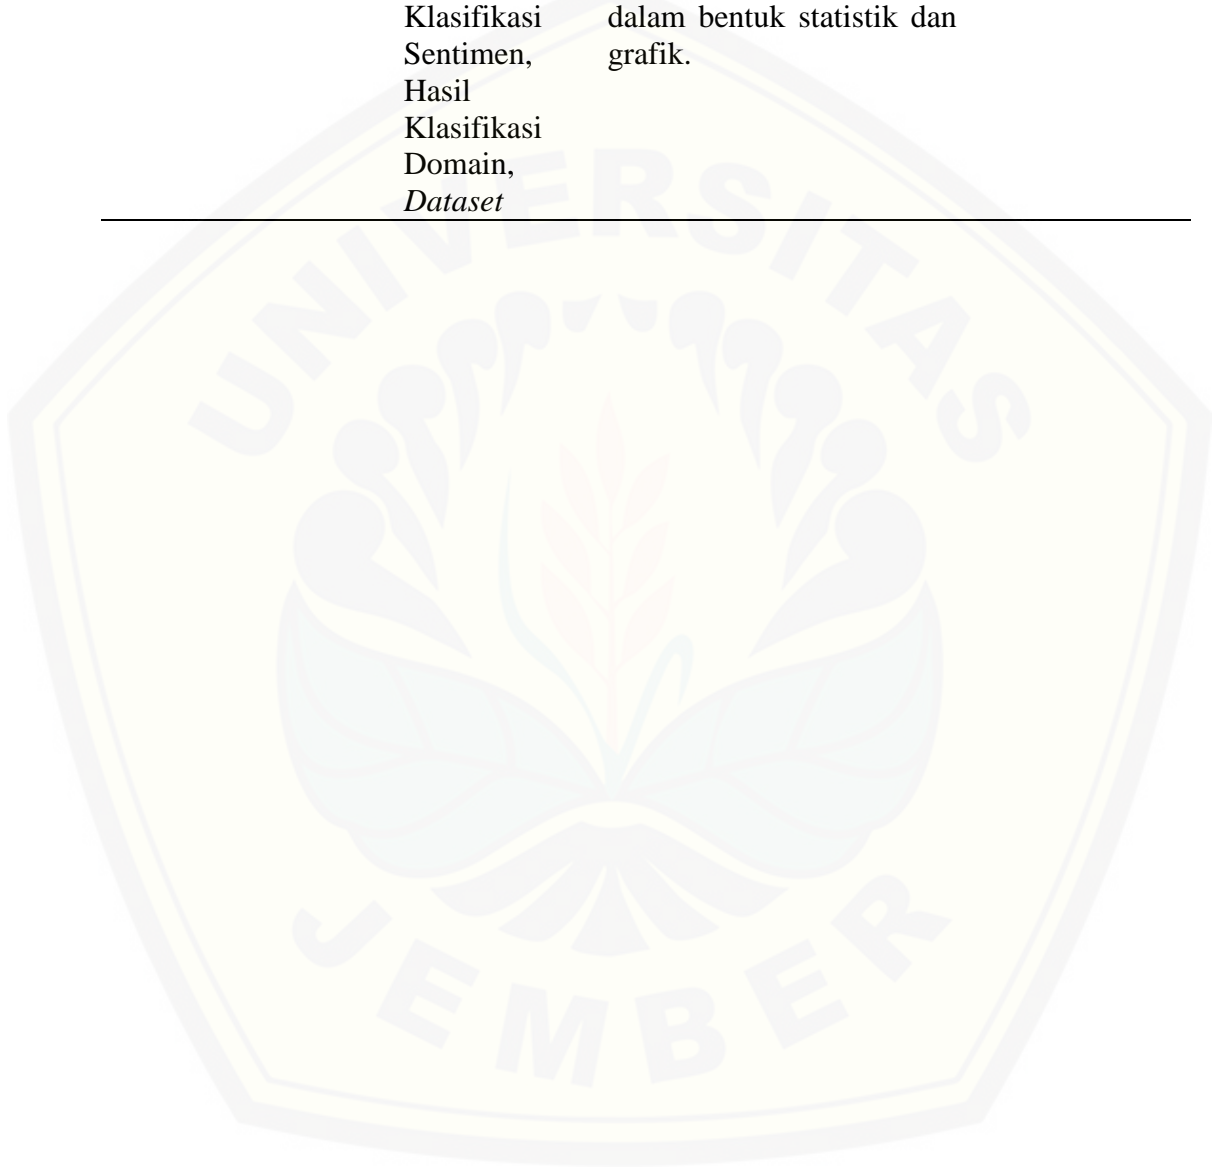 Klasifikasi dalam bentuk statistik dan
Sentimen, grafik.
Hasil
Klasifikasi
Domain,
Dataset
UNIVERSITAS
JEMBER